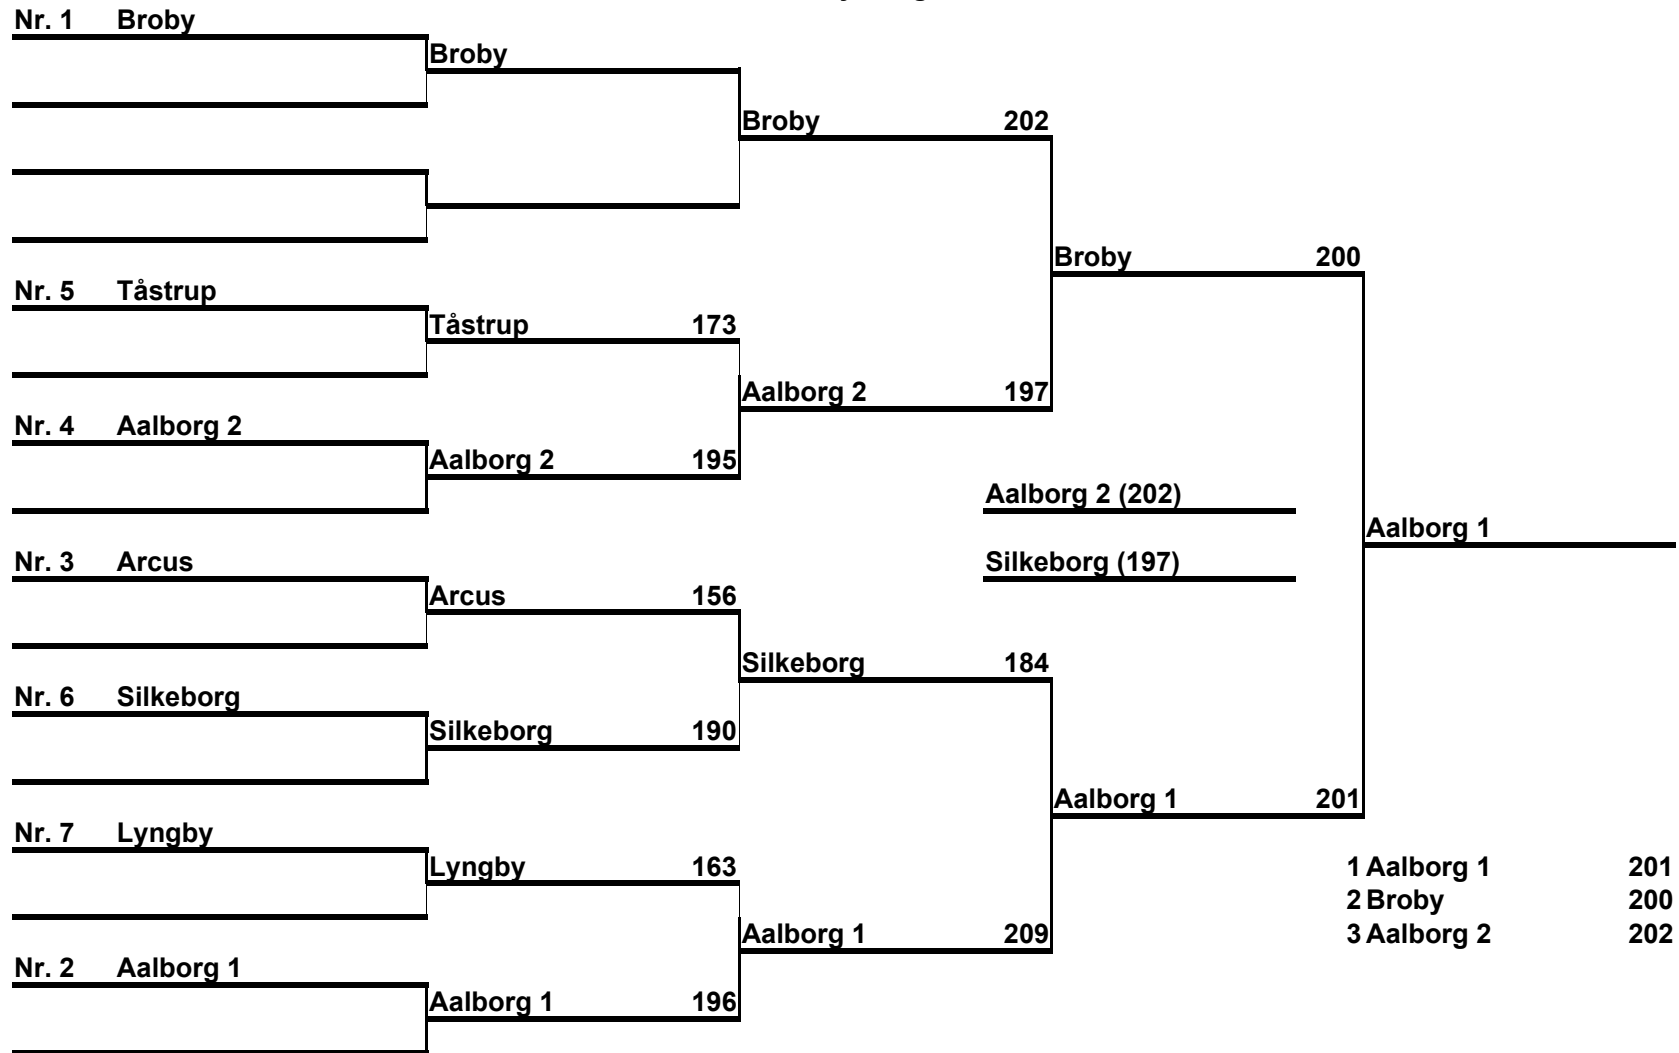 Nr. 1 Broby
Broby
Broby 202
Broby 200
Nr. 5 Tåstrup
Tåstrup 173
Aalborg 2 197
Nr. 4 Aalborg 2
Aalborg 2 195
Aalborg 2 (202)
Aalborg 1
Nr. 3 Arcus
Silkeborg (197)
Arcus 156
Silkeborg 184
Nr. 6 Silkeborg
Silkeborg 190
Aalborg 1 201
Nr. 7 Lyngby
Lyngby 163
1 Aalborg 1 201
2 Broby 200
Aalborg 1 209
3 Aalborg 2 202
Nr. 2 Aalborg 1
Aalborg 1 196